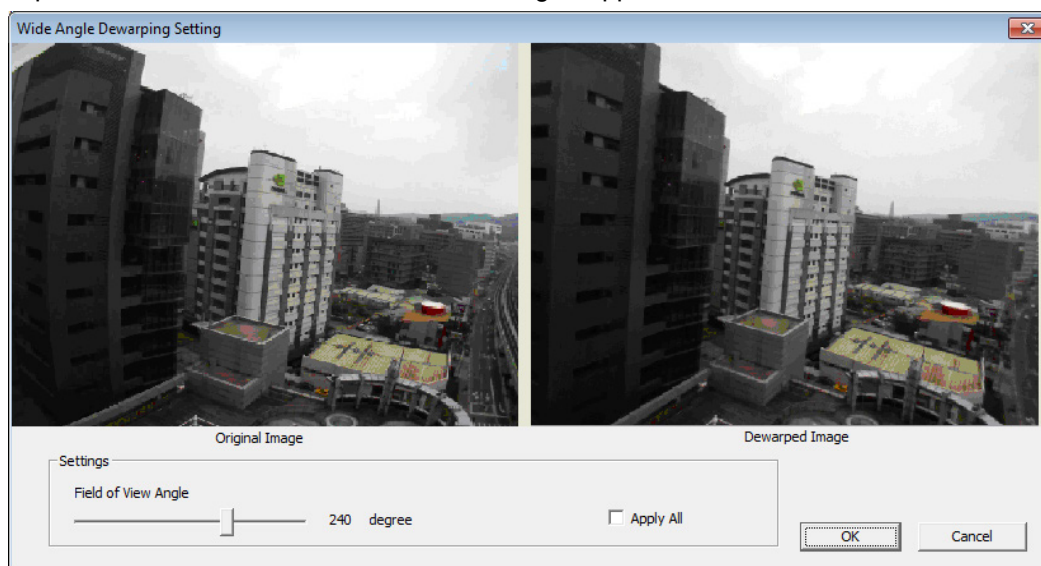 Wide Angle Dewarping Setting
Original Image
Dewarped Image
Settings
Field of View Angle
240 degree
Apply All
OK
Cancel